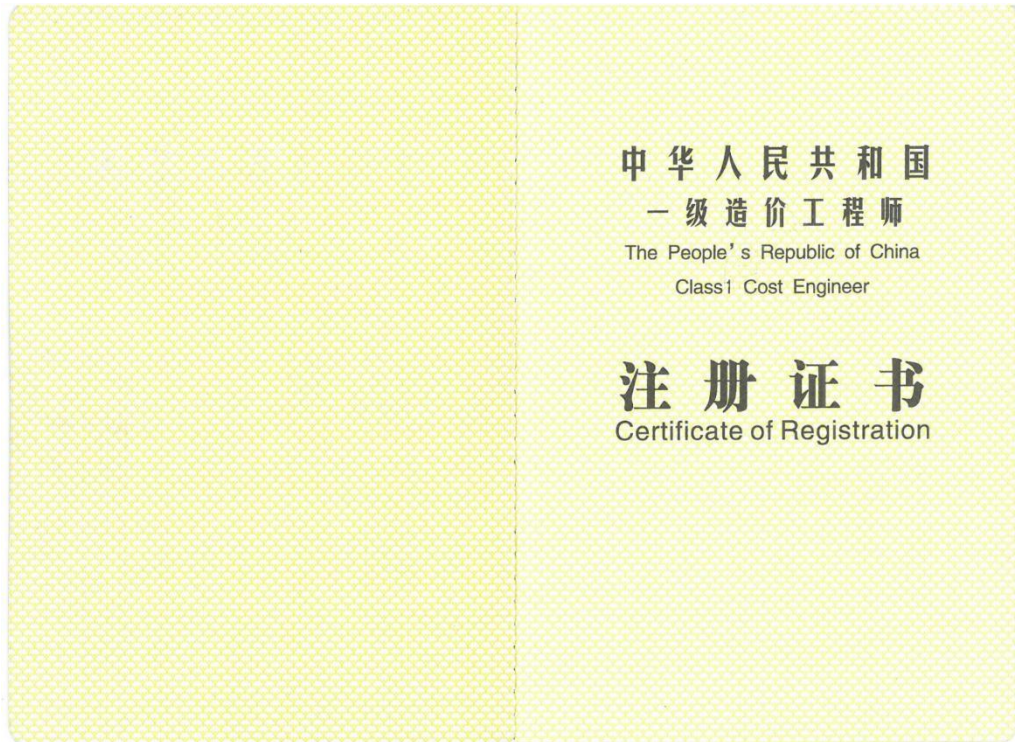 中华人民共和国
一级造价工程师
The People's Republic of China
Class1 Cost Engineer
注册证书
Certificate of Registration